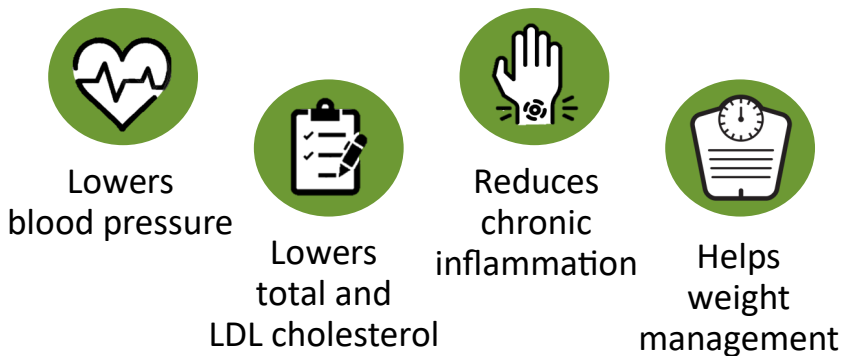 Lowers
blood pressure
Lowers
total and
LDL cholesterol
Reduces
chronic
inflammation
Helps
weight
management